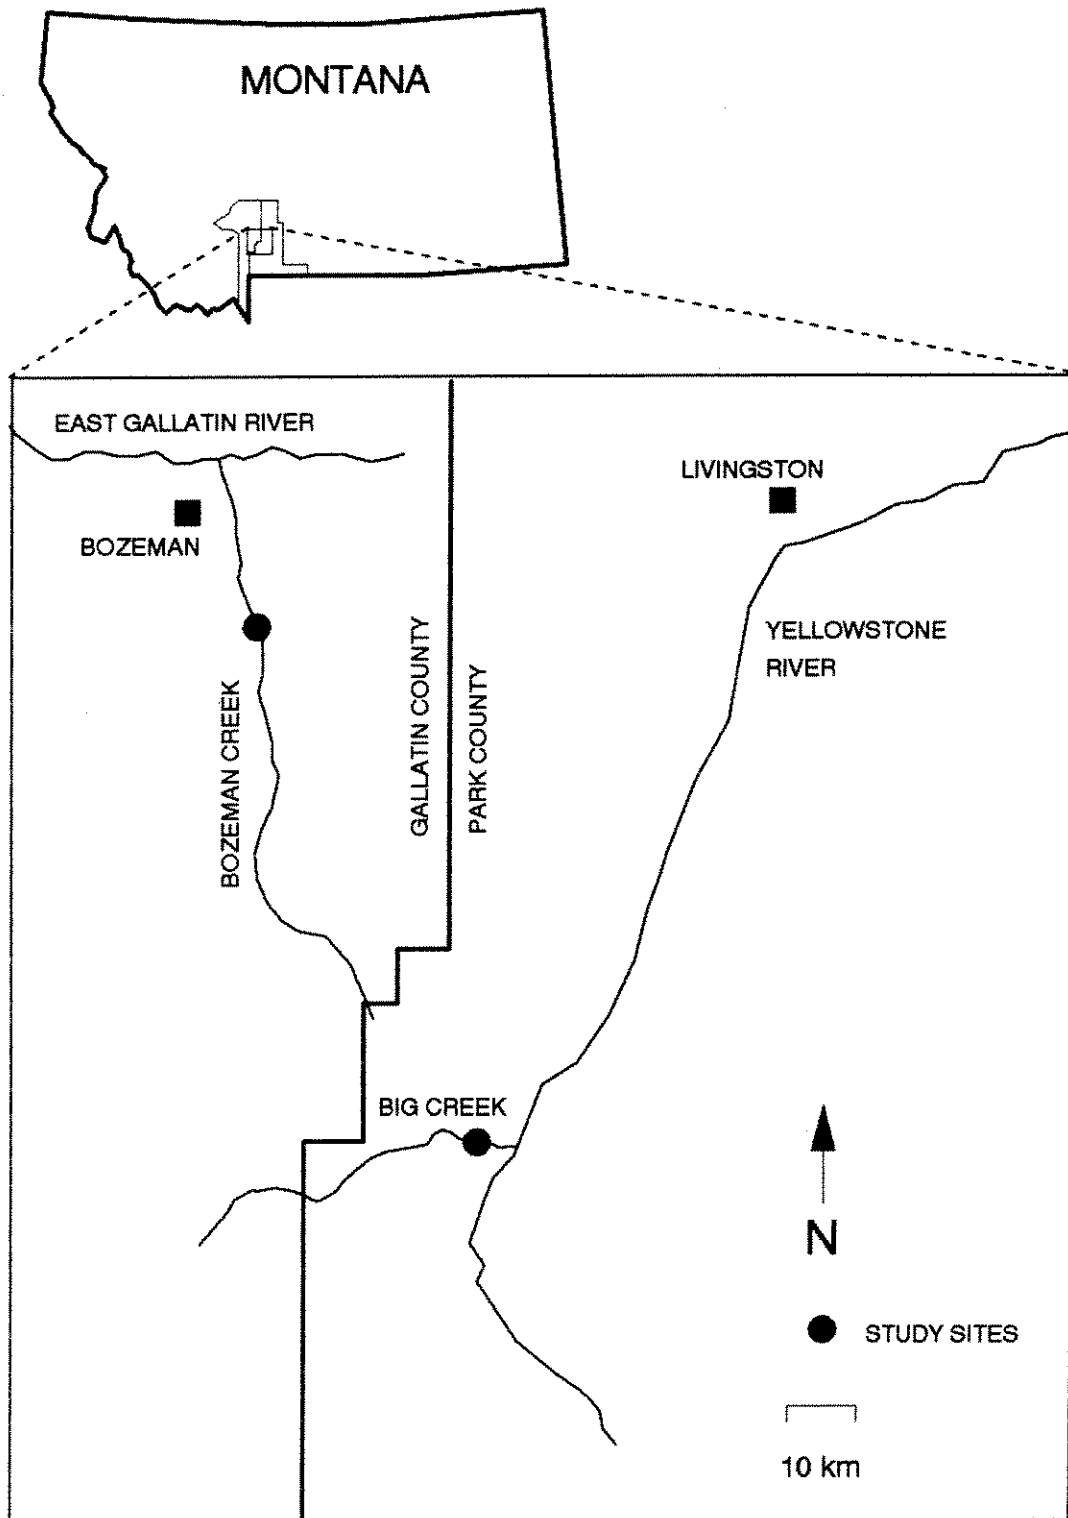 MONTANA
EAST GALLATIN RIVER
LIVINGSTON
BOZEMAN
YELLOWSTONE
RIVER
BOZEMAN CREEK
GALLATIN COUNTY
PARK COUNTY
BIG CREEK
N
STUDY SITES
10 km